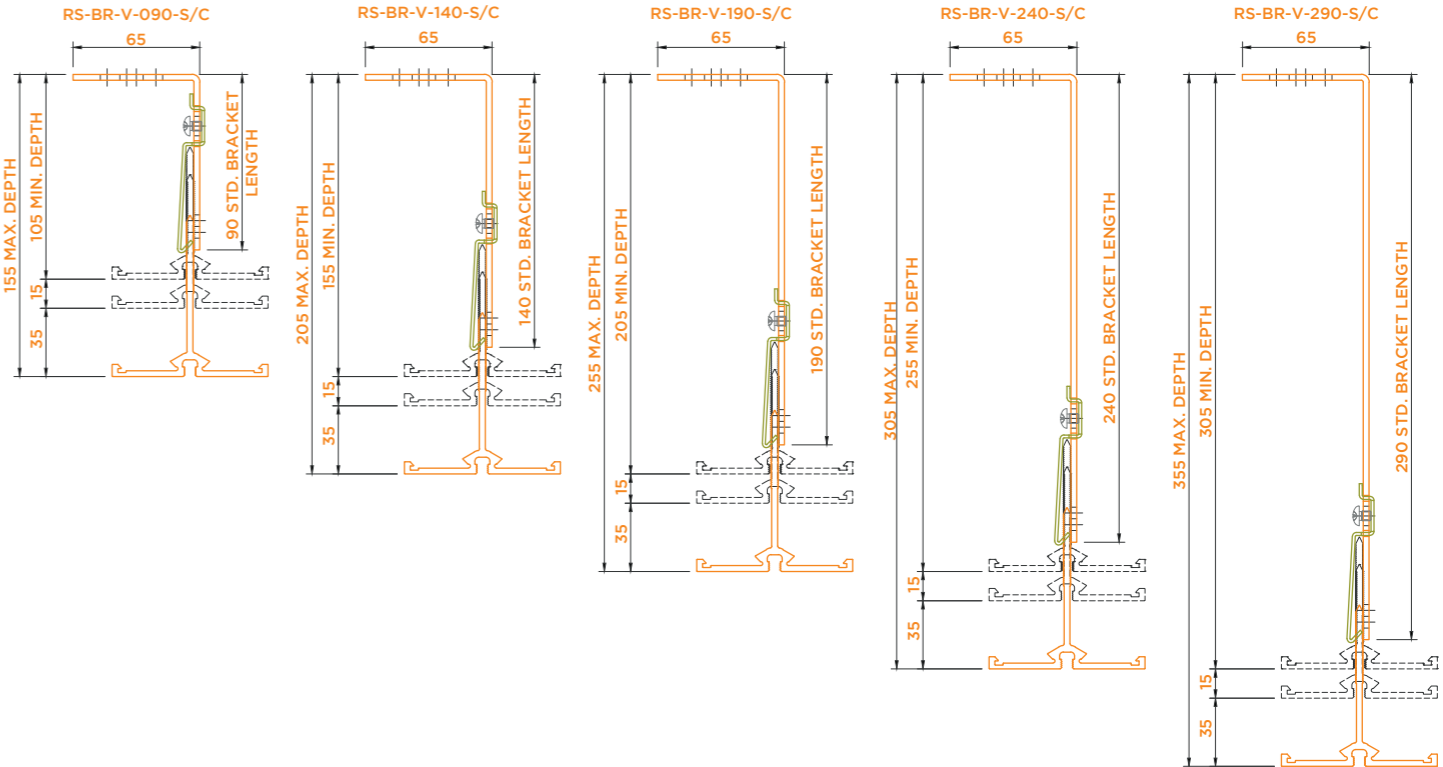 RS-BR-V-090-S/C
65
155 MAX. DEPTH
105 MIN. DEPTH
90 STD. BRACKET
LENGTH
15
35
RS-BR-V-140-S/C
65
205 MAX. DEPTH
155 MIN. DEPTH
140 STD. BRACKET LENGTH
15
35
RS-BR-V-190-S/C
65
255 MAX. DEPTH
205 MIN. DEPTH
190 STD. BRACKET LENGTH
15
35
RS-BR-V-240-S/C
65
305 MAX. DEPTH
255 MIN. DEPTH
240 STD. BRACKET LENGTH
15
35
RS-BR-V-290-S/C
65
355 MAX. DEPTH
305 MIN. DEPTH
290 STD. BRACKET LENGTH
15
35